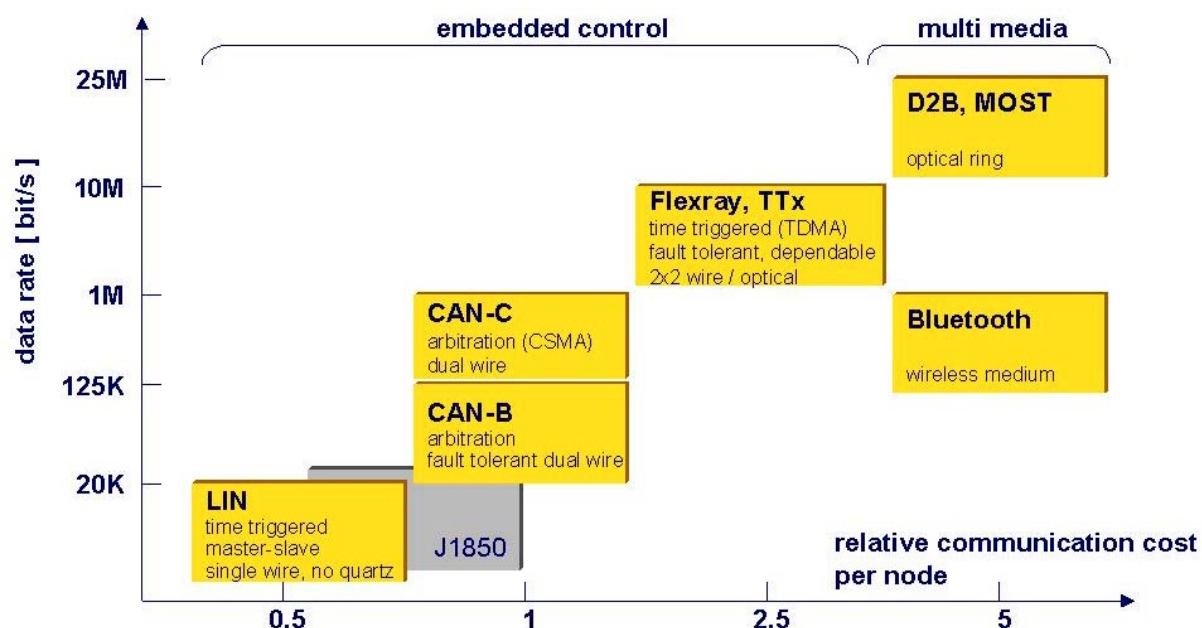 embedded control
multi media
data rate [ bit/s ]
25M
10M
1M
125K
20K
D2B, MOST
optical ring
Flexray, TTx
time triggered (TDMA)
fault tolerant, dependable
2x2 wire / optical
CAN-C
arbitration (CSMA)
dual wire
Bluetooth
wireless medium
CAN-B
arbitration
fault tolerant dual wire
LIN
time triggered
master-slave
single wire, no quartz
J1850
relative communication cost
per node
0.5
1
2.5
5